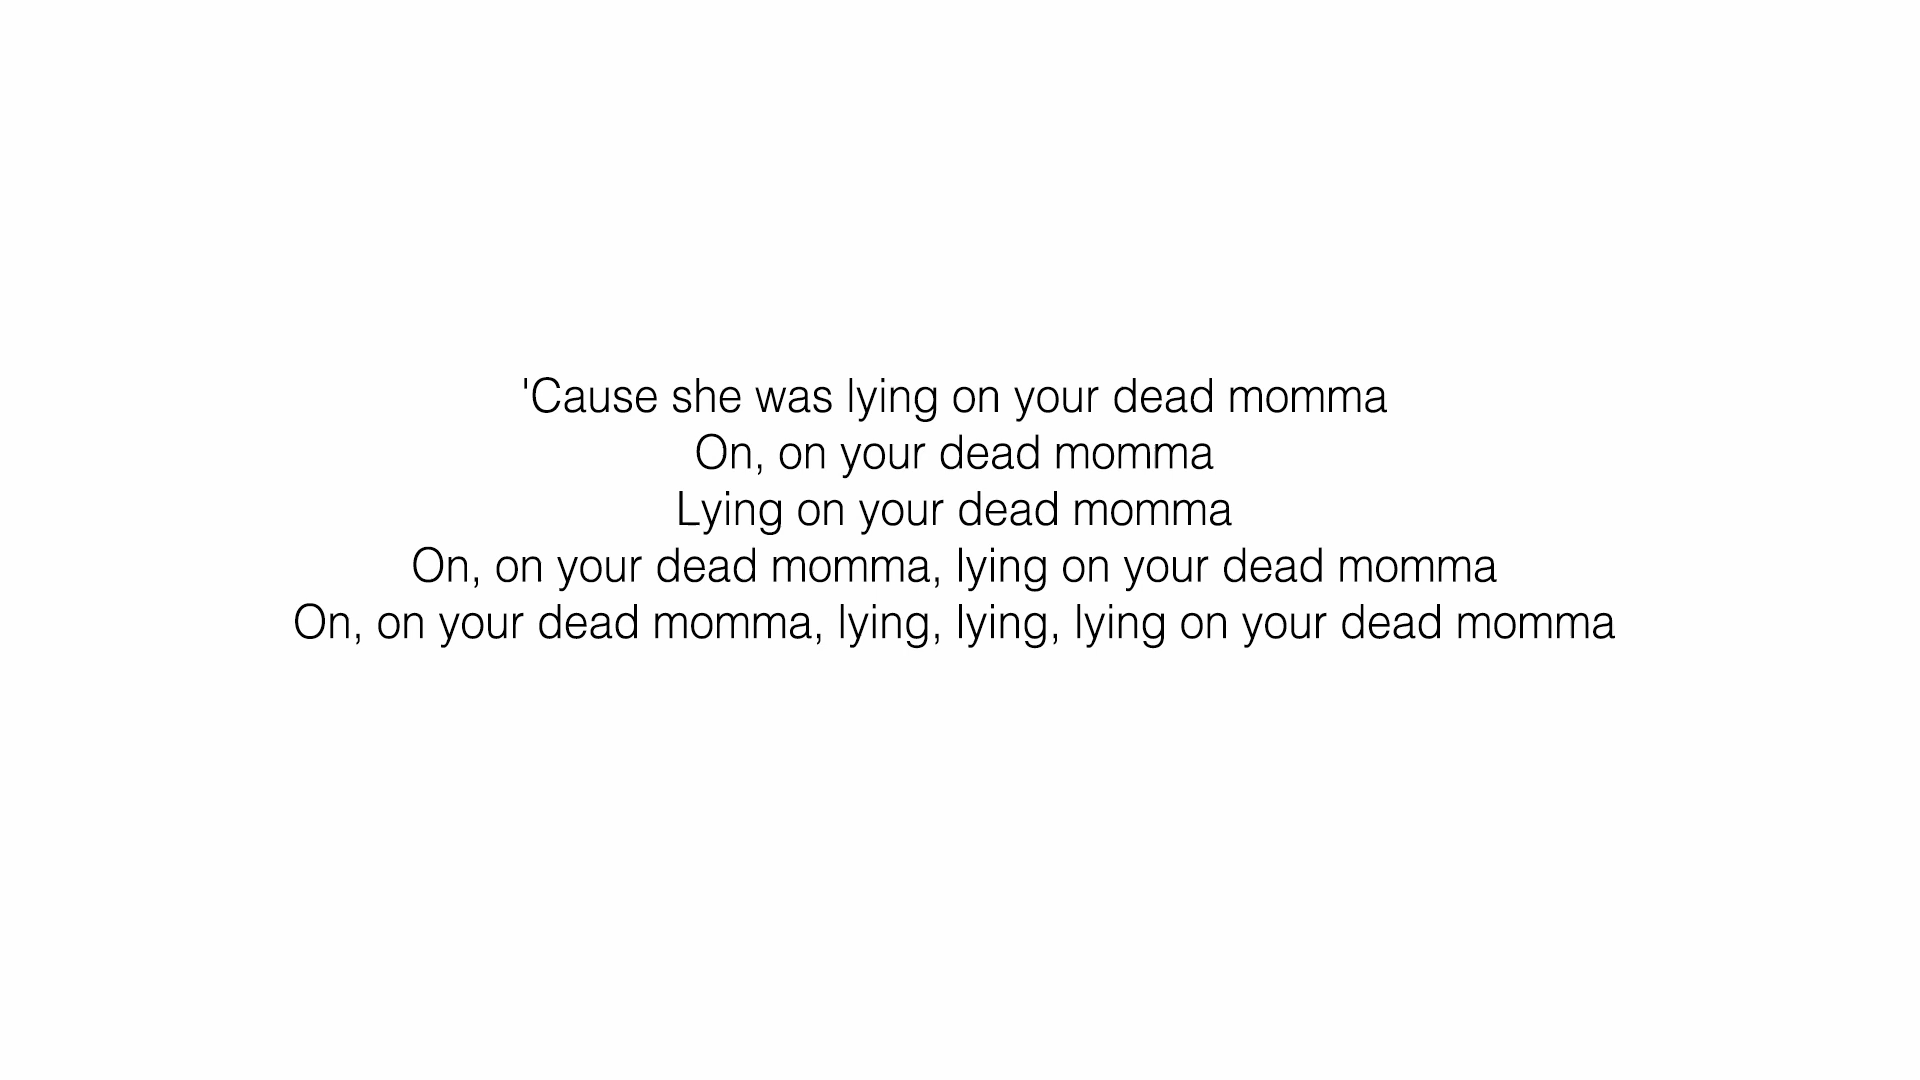 'Cause she was lying on your dead momma
On, on your dead momma
Lying on your dead momma
On, on your dead momma, lying on your dead momma
On, on your dead momma, lying, lying, lying on your dead momma